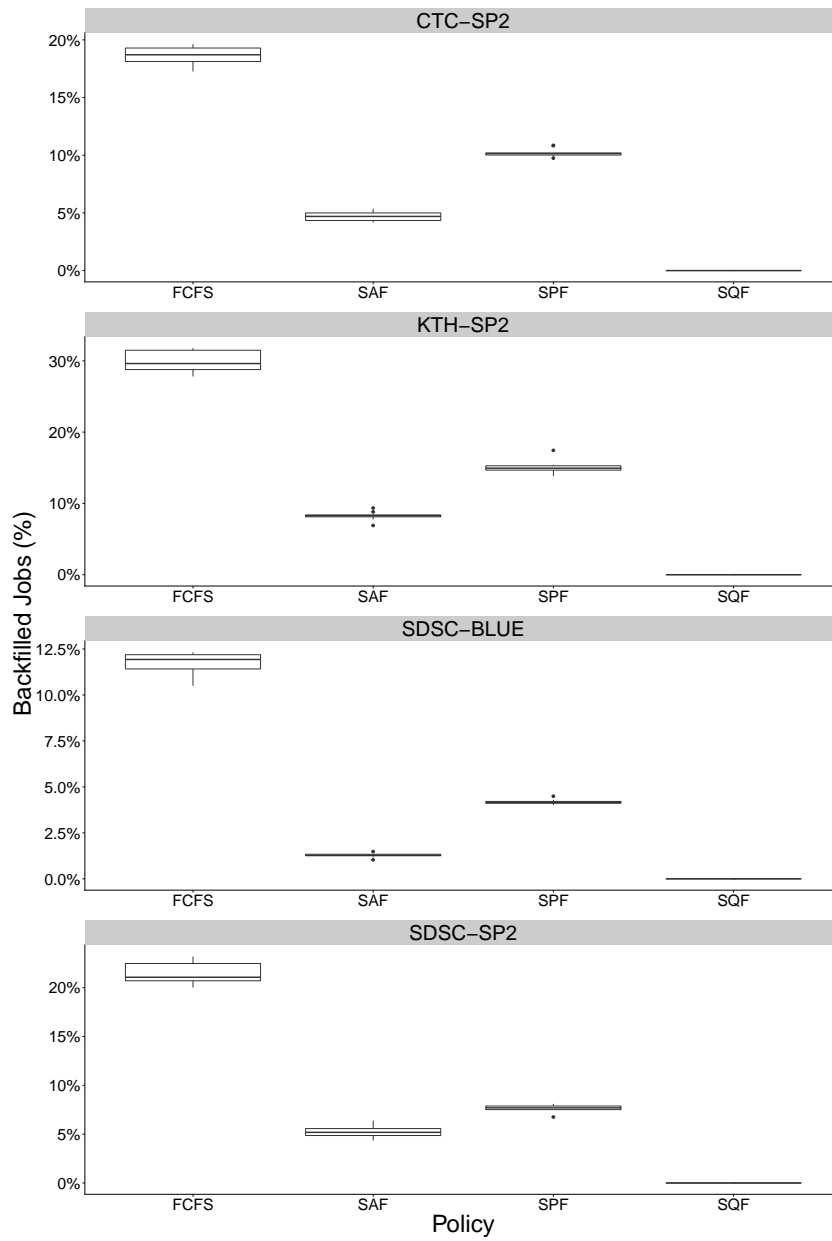 CTC−SP2
20%
15%
10%
5%
0%
FCFS SAF SPF SQF
KTH−SP2
30%
20%
10%
0%
FCFS SAF SPF SQF
Backfilled Jobs (%)
SDSC−BLUE
12.5%
10.0%
7.5%
5.0%
2.5%
0.0%
FCFS SAF SPF SQF
SDSC−SP2
20%
15%
10%
5%
0%
FCFS SAF SPF SQF
Policy